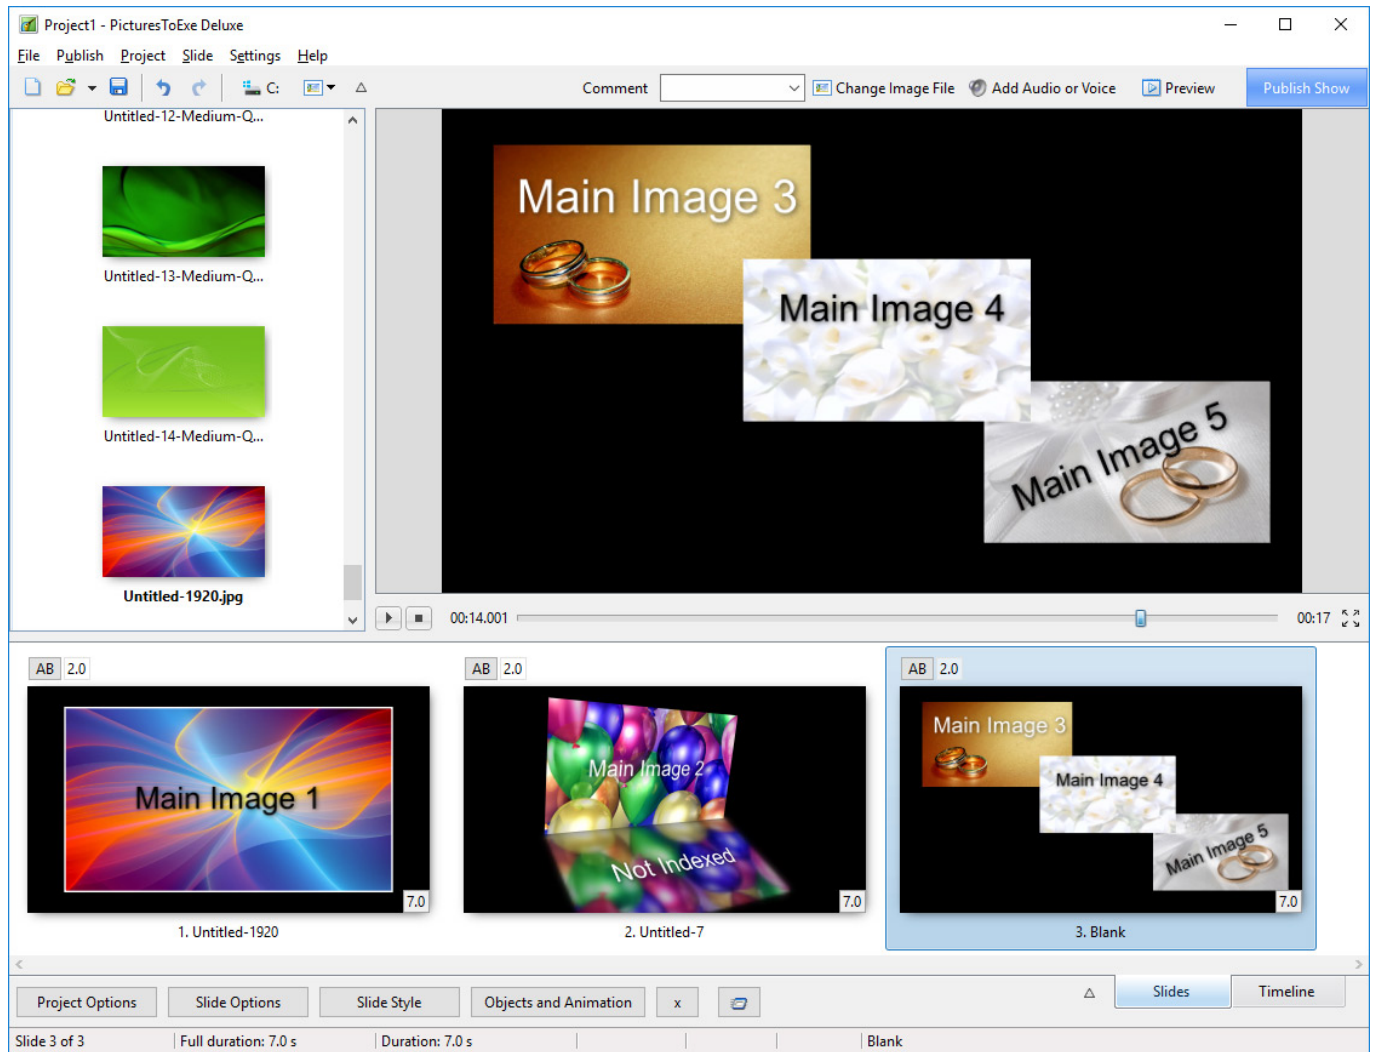 Project1 - PicturesToExe Deluxe
File Publish Project Slide Settings Help
C: Comment Change Image File Add Audio or Voice Preview Publish Show
Untitled-12-Medium-Q...
Untitled-13-Medium-Q...
Untitled-14-Medium-Q...
Untitled-1920.jpg
Main Image 3
Main Image 4
Main Image 5
00:14.001 00:17
AB 2.0
Main Image 1
7.0
1. Untitled-1920
AB 2.0
Main Image 2
Not Indexed
7.0
2. Untitled-7
AB 2.0
Main Image 3
Main Image 4
Main Image 5
7.0
3. Blank
Project Options Slide Options Slide Style Objects and Animation x Slides Timeline
Slide 3 of 3 Full duration: 7.0 s Duration: 7.0 s Blank